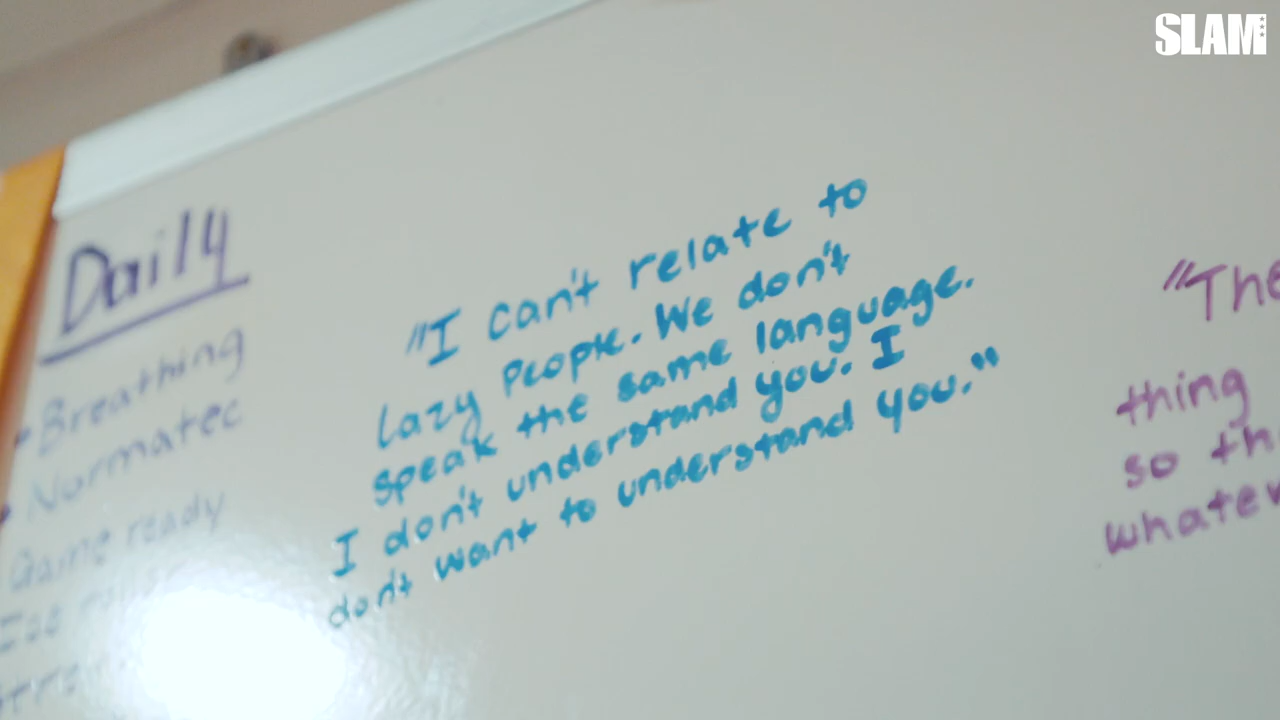 SLAM
Daily
Breathing
Normatec
Game ready
"I can't relate to
lazy people. We don't
speak the same language.
I don't understand you. I
don't want to understand you."
"The
thing
so th
whatev